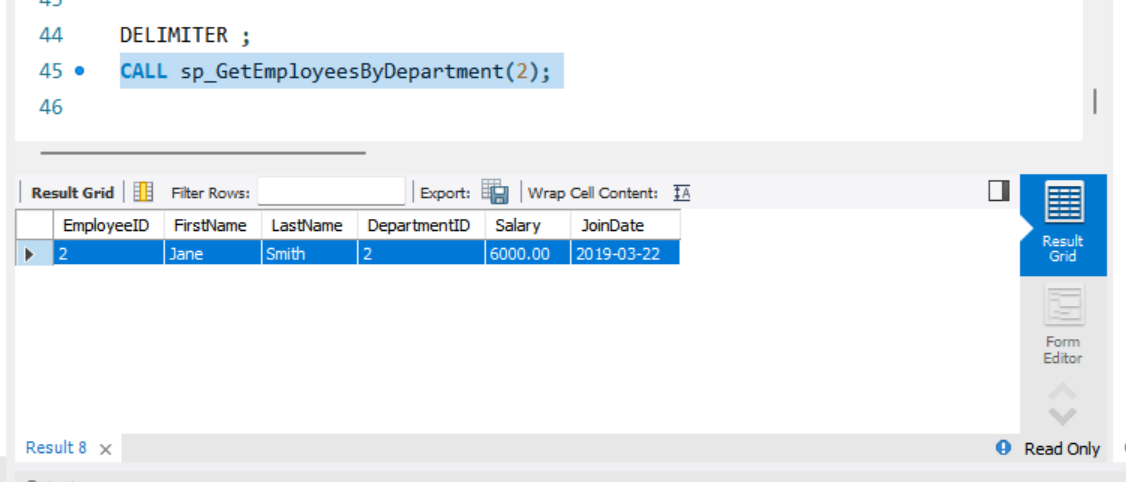 44 DELIMITER ;
45 CALL sp_GetEmployeesByDepartment(2);
46
Result Grid Filter Rows: Export: Wrap Cell Content: IA
EmployeeID FirstName LastName DepartmentID Salary JoinDate
2 Jane Smith 2 6000.00 2019-03-22
Result
Grid
Form
Editor
Result 8 Read Only